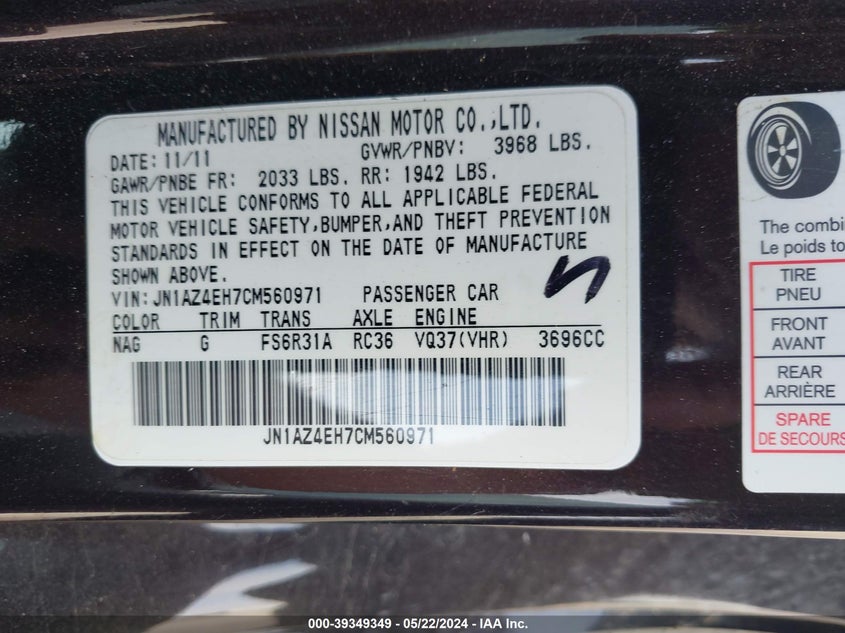 MANUFACTURED BY NISSAN MOTOR CO.,LTD.
DATE: 11/11 GVWR/PNBV: 3968 LBS.
GAWR/PNBE FR: 2033 LBS. RR: 1942 LBS.
THIS VEHICLE CONFORMS TO ALL APPLICABLE FEDERAL
MOTOR VEHICLE SAFETY,BUMPER,AND THEFT PREVENTION
STANDARDS IN EFFECT ON THE DATE OF MANUFACTURE
SHOWN ABOVE.
VIN: JN1AZ4EH7CM560971 PASSENGER CAR
COLOR TRIM TRANS AXLE ENGINE
NAG G FS6R31A RC36 VQ37(VHR) 3696CC
JN1AZ4EH7CM560971
The combi
Le poids to
TIRE
PNEU
FRONT
AVANT
REAR
ARRIÈRE
SPARE
DE SECOURS
000-39349349 - 05/22/2024 - IAA Inc.